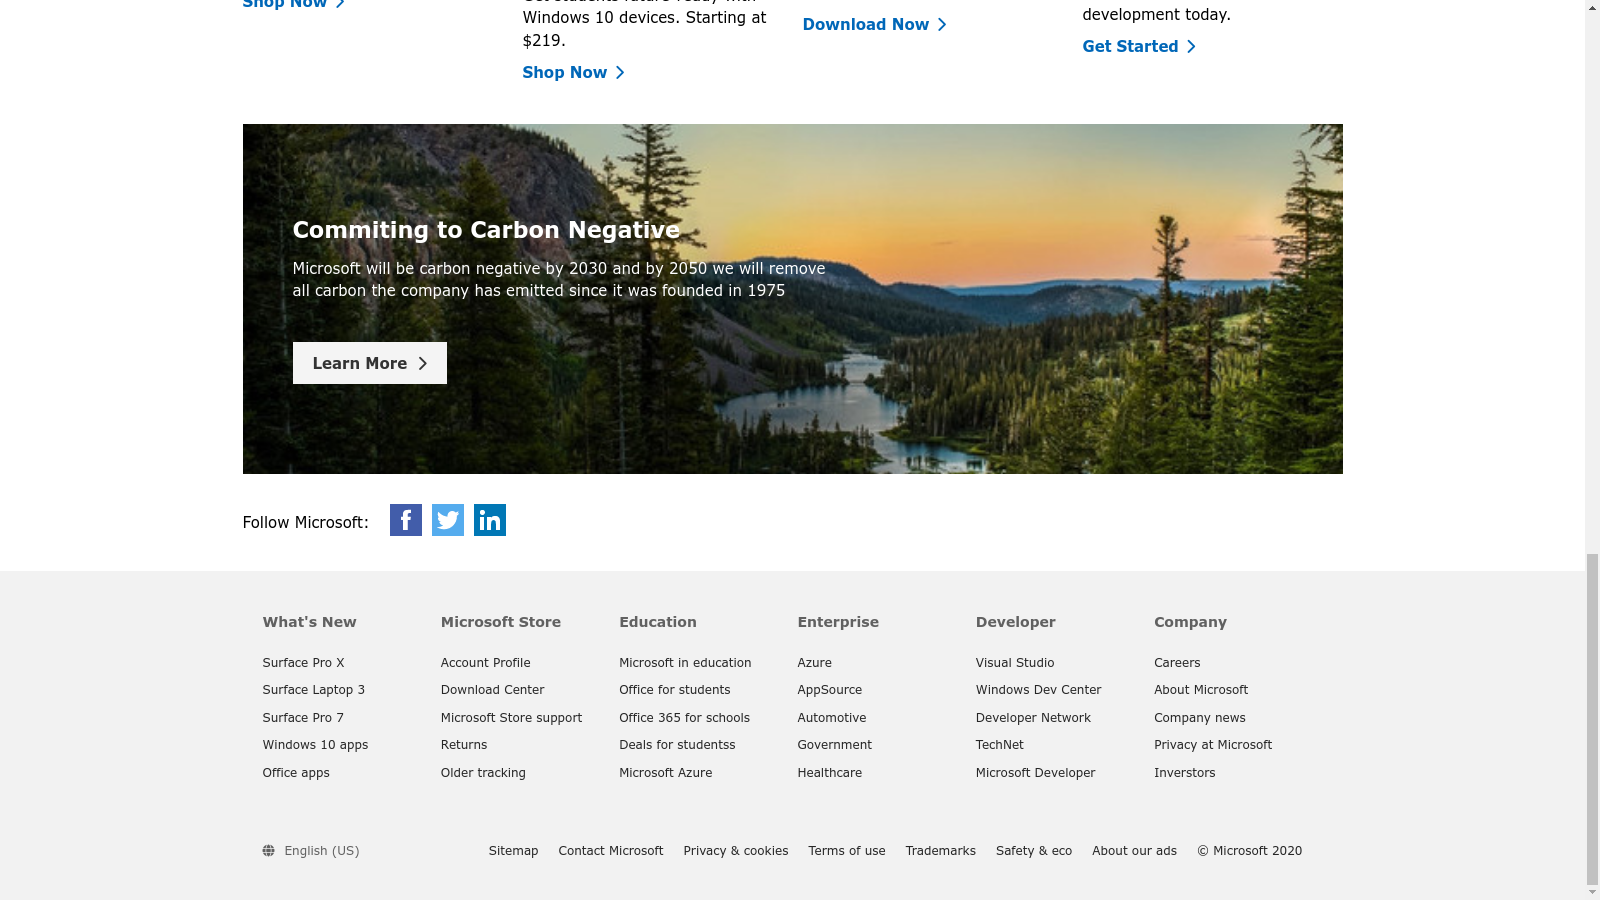 Shop Now
Get students future ready with
Windows 10 devices. Starting at
$219.
Shop Now
Download Now
development today.
Get Started
Commiting to Carbon Negative
Microsoft will be carbon negative by 2030 and by 2050 we will remove
all carbon the company has emitted since it was founded in 1975
Learn More
Follow Microsoft:
What's New
Surface Pro X
Surface Laptop 3
Surface Pro 7
Windows 10 apps
Office apps
Microsoft Store
Account Profile
Download Center
Microsoft Store support
Returns
Older tracking
Education
Microsoft in education
Office for students
Office 365 for schools
Deals for studentss
Microsoft Azure
Enterprise
Azure
AppSource
Automotive
Government
Healthcare
Developer
Visual Studio
Windows Dev Center
Developer Network
TechNet
Microsoft Developer
Company
Careers
About Microsoft
Company news
Privacy at Microsoft
Inverstors
English (US)
Sitemap Contact Microsoft Privacy & cookies Terms of use Trademarks Safety & eco About our ads © Microsoft 2020